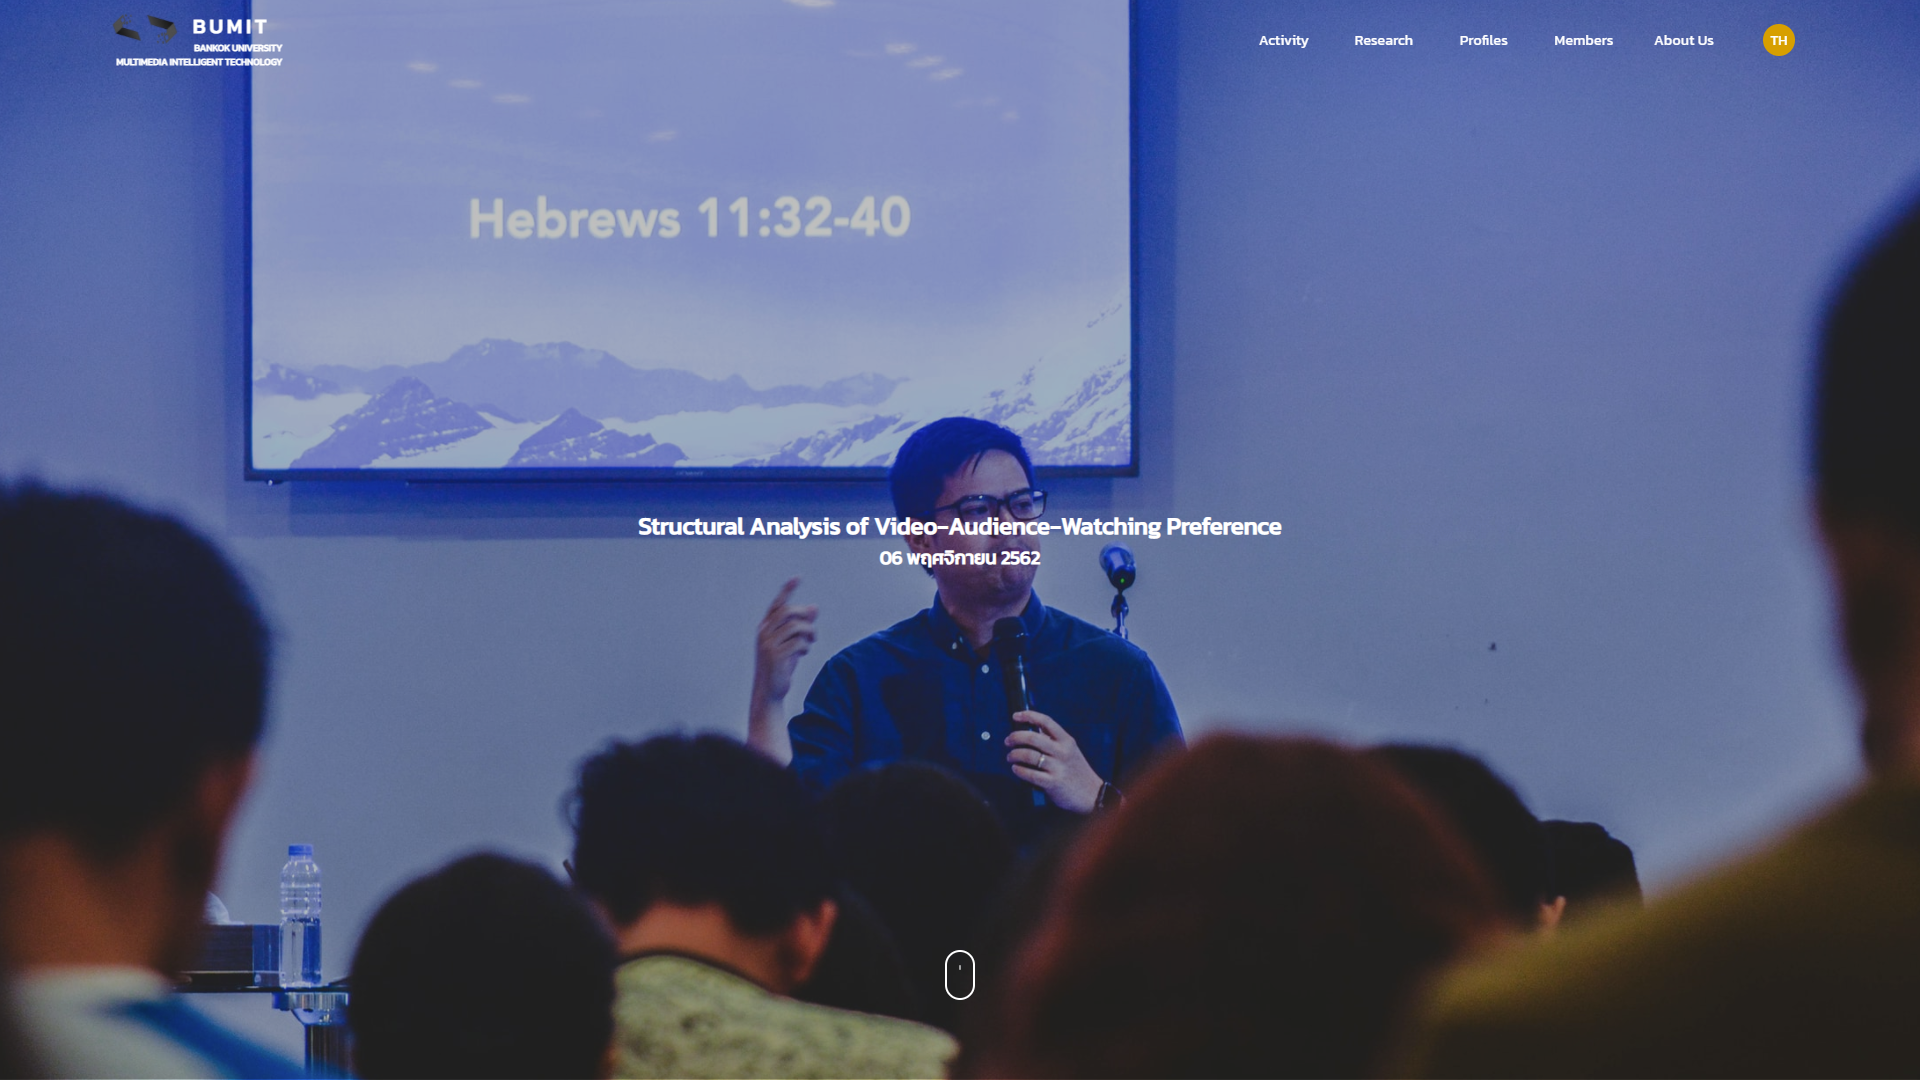 BUMIT
BANKOK UNIVERSITY
MULTIMEDIA INTELLIGENT TECHNOLOGY
Activity
Research
Profiles
Members
About Us
TH
Hebrews 11:32-40
Structural Analysis of Video-Audience-Watching Preference
06 พฤศจิกายน 2562